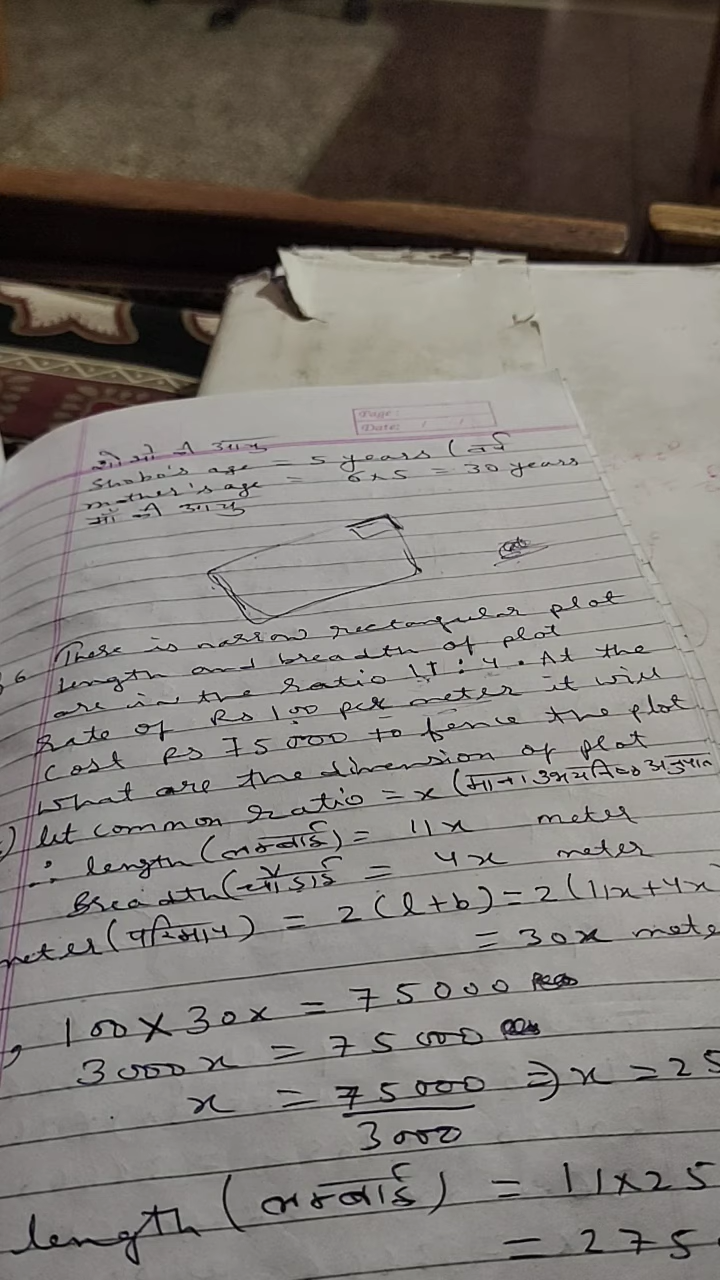 Page:
Date: / /
शोभो की आयु
Shobo's age = 5 years (वर्ष
mother's age = 6x5 = 30 years
माँ की आयु
6 There is narrow rectangular plot
length and breadth of plot
are in the ratio 11:4. At the
Rate of Rs 100 per meter it will
cost Rs 75000 to fence the plot
what are the dimension of plot
) let common ratio = x (माना
∴ length (लम्बाई) = 11x meter
Breadth (चौड़ाई = 4x meter
meter (परिमाप) = 2(l+b) = 2(11x+4x)
= 30x mete
, 100×30x = 75000
3000x = 75000
x = 75000/3000 ⇒ x = 25
length (लम्बाई) = 11×25
= 275